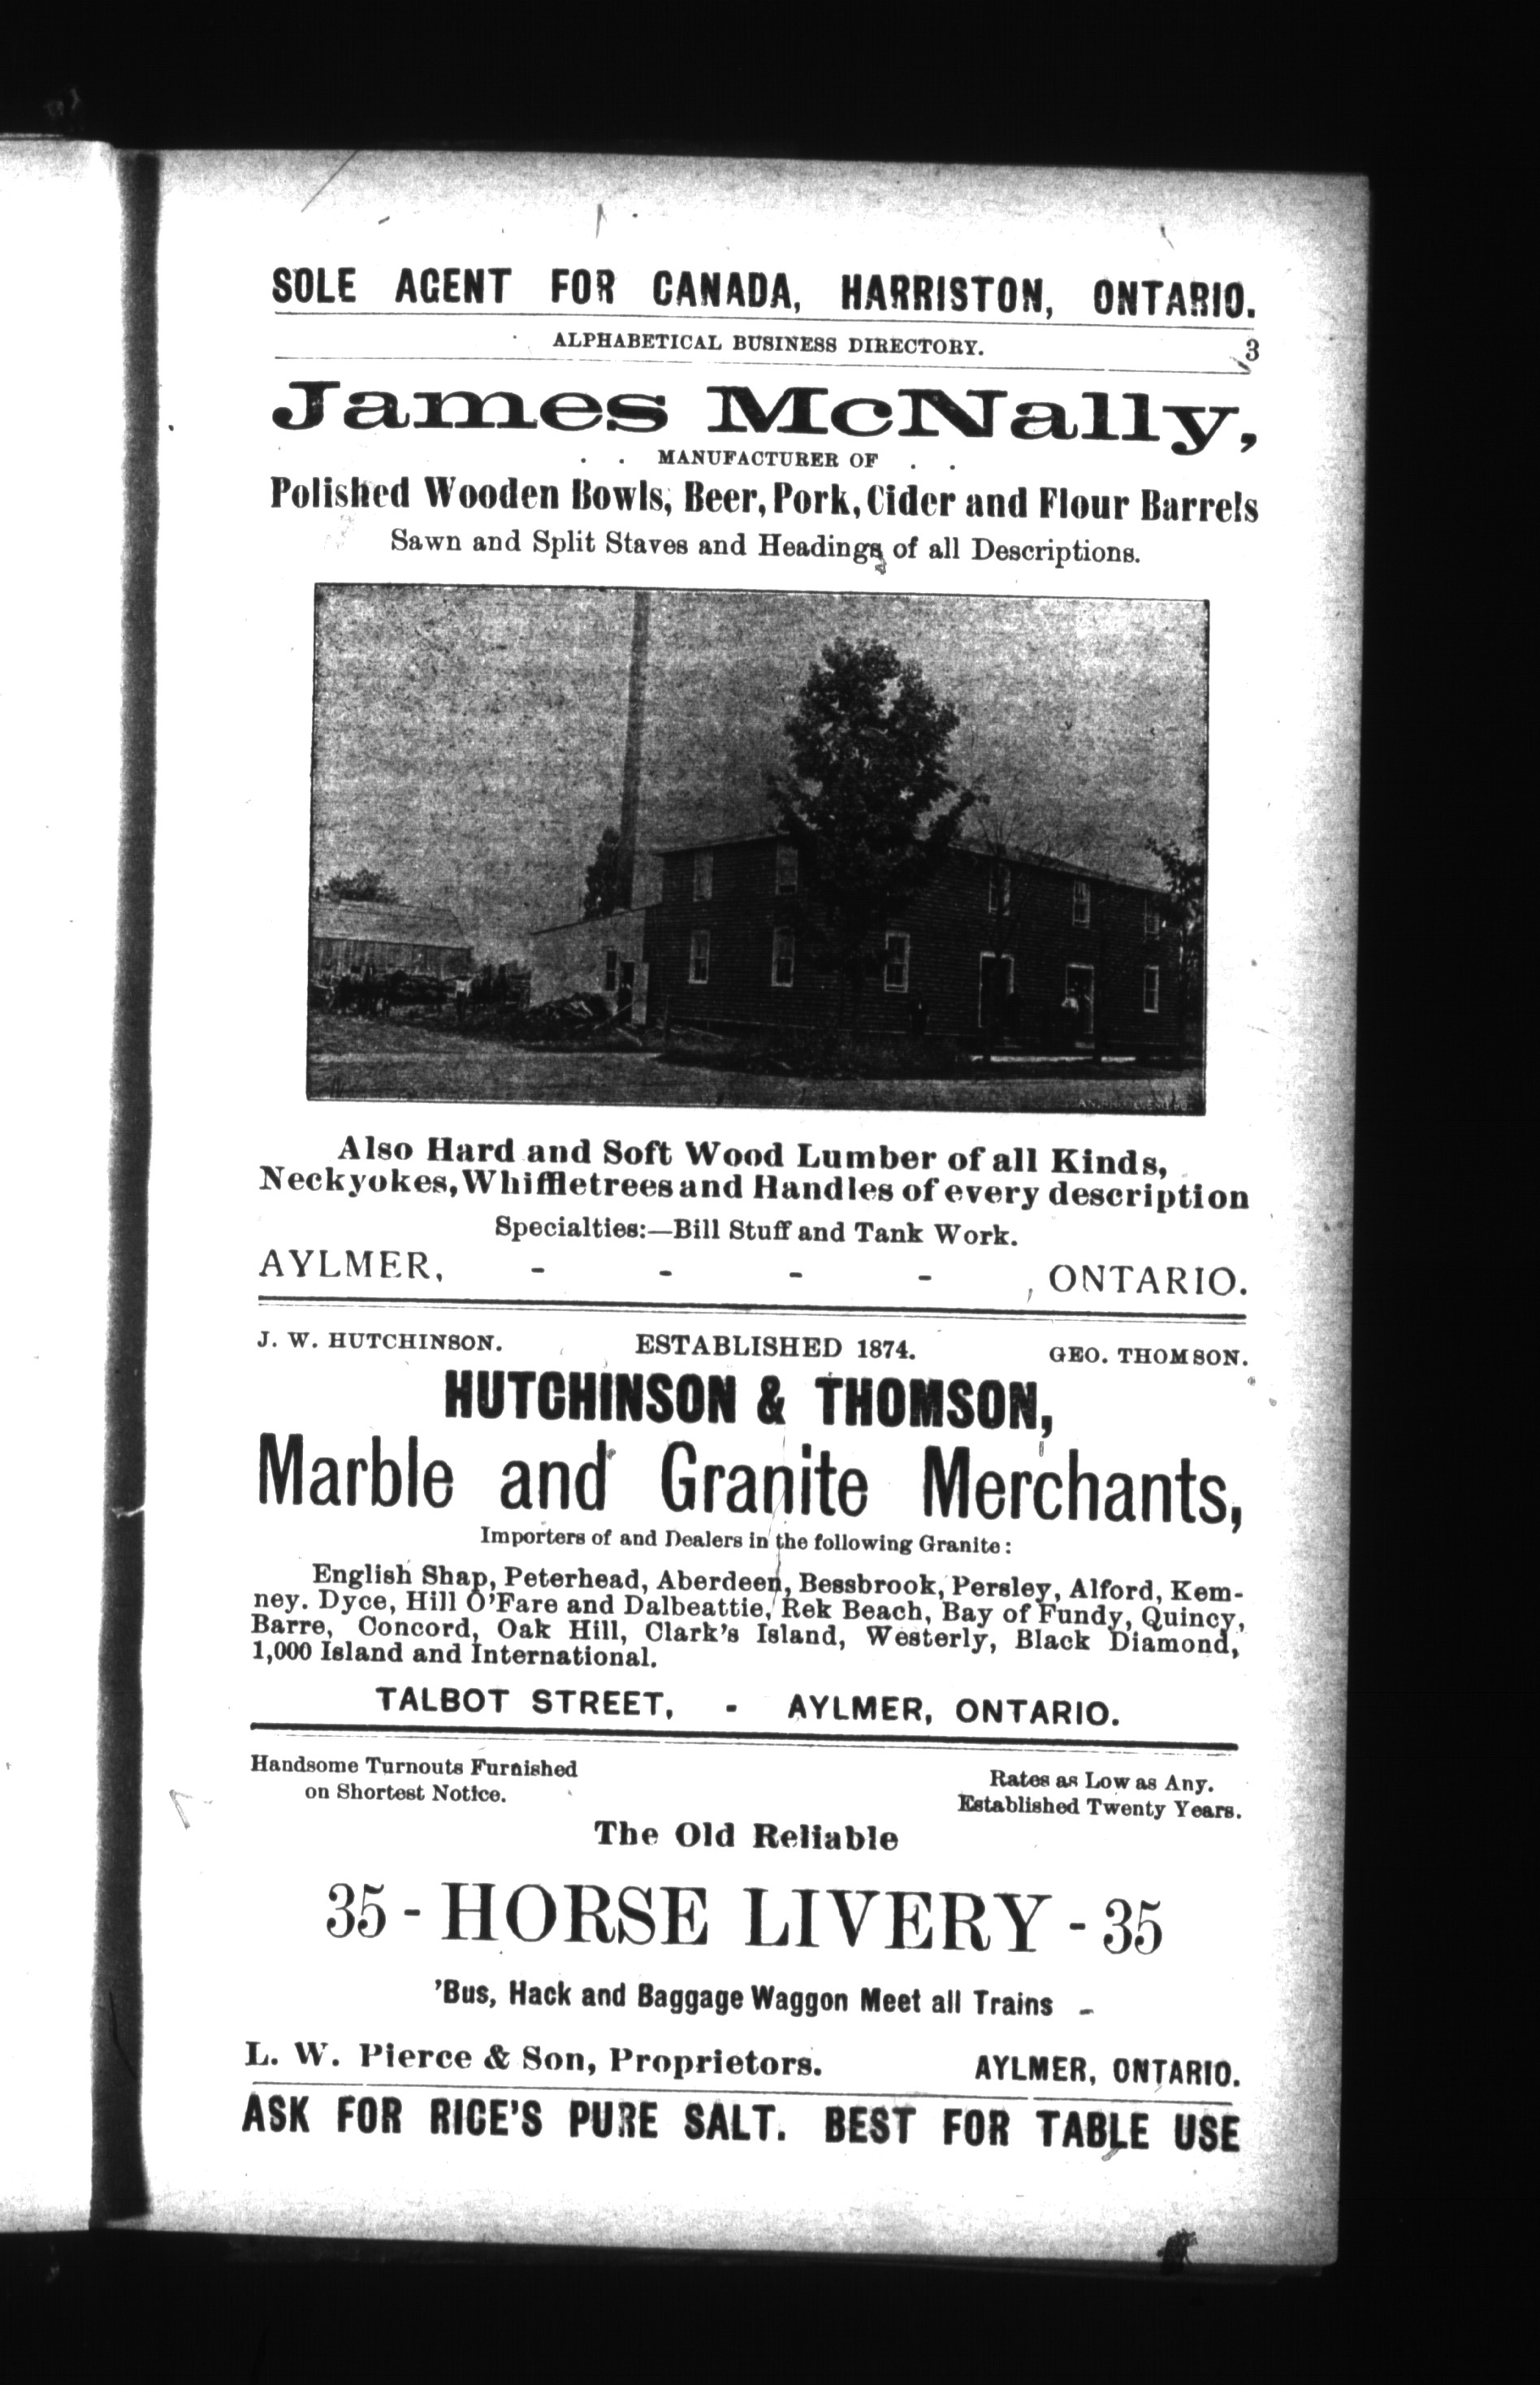 SOLE AGENT FOR CANADA, HARRISTON, ONTARIO.
ALPHABETICAL BUSINESS DIRECTORY. 3
James McNally,
. . MANUFACTURER OF . .
Polished Wooden Bowls, Beer, Pork, Cider and Flour Barrels
Sawn and Split Staves and Headings of all Descriptions.
Also Hard and Soft Wood Lumber of all Kinds,
Neckyokes, Whiffletrees and Handles of every description
Specialties:—Bill Stuff and Tank Work.
AYLMER, - - - - ONTARIO.
J. W. HUTCHINSON. ESTABLISHED 1874. GEO. THOMSON.
HUTCHINSON & THOMSON,
Marble and Granite Merchants,
Importers of and Dealers in the following Granite:
English Shap, Peterhead, Aberdeen, Bessbrook, Persley, Alford, Kem-
ney. Dyce, Hill O'Fare and Dalbeattie, Rek Beach, Bay of Fundy, Quincy,
Barre, Concord, Oak Hill, Clark's Island, Westerly, Black Diamond,
1,000 Island and International.
TALBOT STREET, - AYLMER, ONTARIO.
Handsome Turnouts Furnished
on Shortest Notice.
Rates as Low as Any.
Established Twenty Years.
The Old Reliable
35 - HORSE LIVERY - 35
'Bus, Hack and Baggage Waggon Meet all Trains
L. W. Pierce & Son, Proprietors. AYLMER, ONTARIO.
ASK FOR RICE'S PURE SALT. BEST FOR TABLE USE